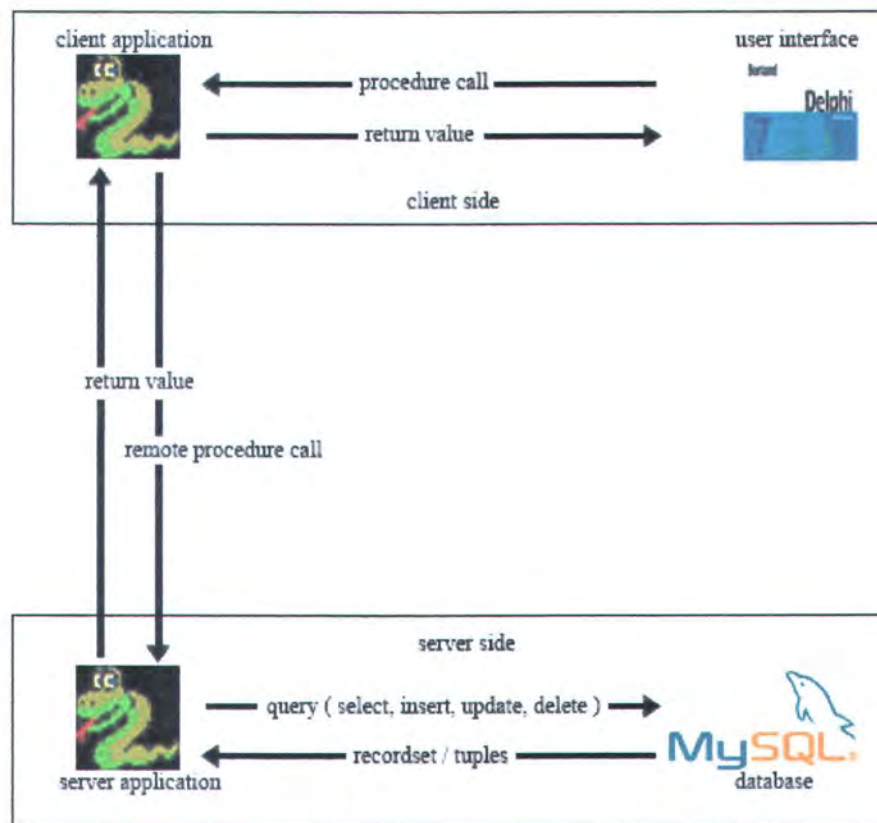 client application
user interface
Borland
Delphi
procedure call
return value
client side
return value
remote procedure call
server side
query ( select, insert, update, delete )
recordset / tuples
MySQL®
server application
database